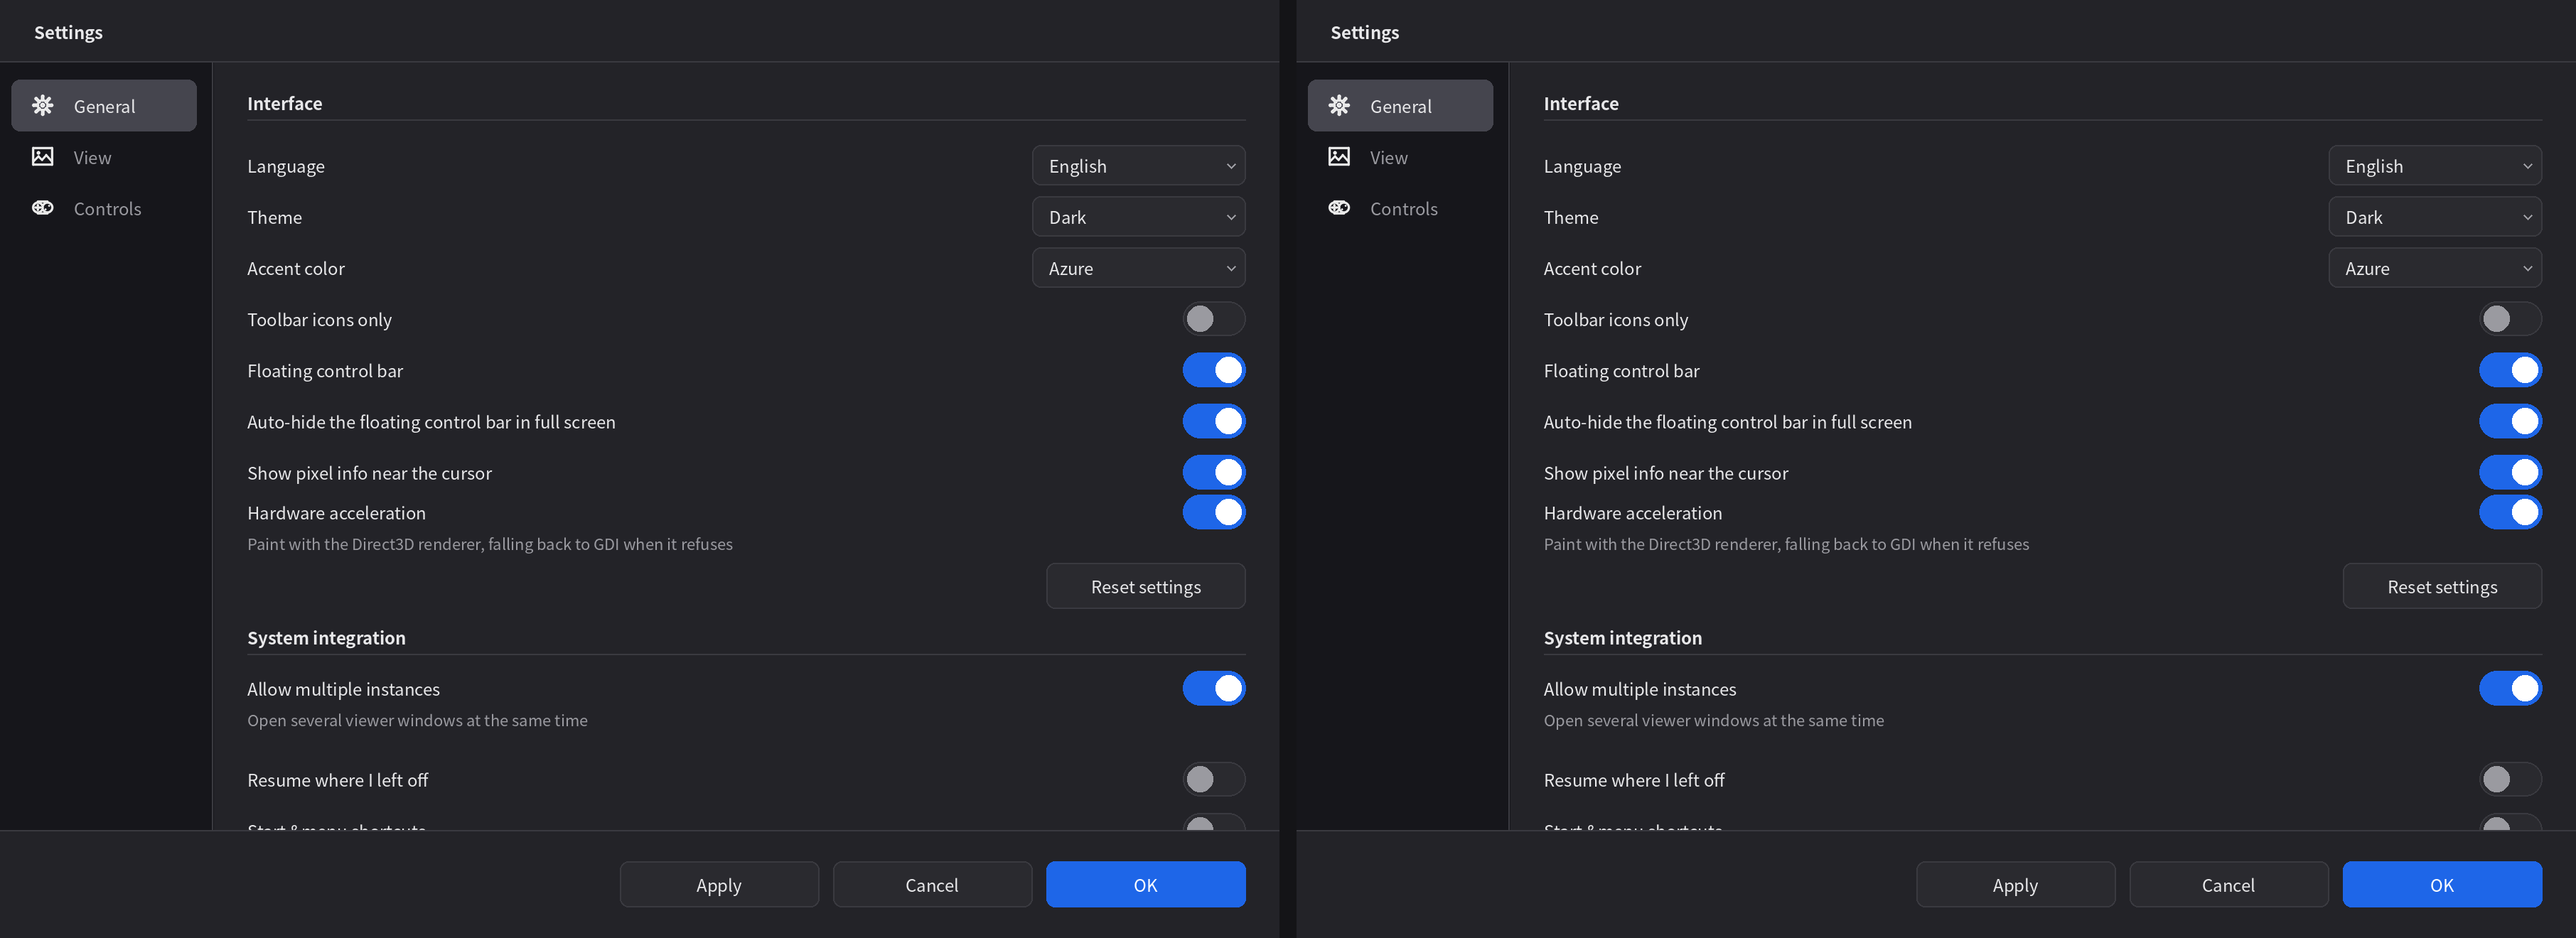 Settings
General
View
Controls
Interface
Language
English
Theme
Dark
Accent color
Azure
Toolbar icons only
Floating control bar
Auto-hide the floating control bar in full screen
Show pixel info near the cursor
Hardware acceleration
Paint with the Direct3D renderer, falling back to GDI when it refuses
Reset settings
System integration
Allow multiple instances
Open several viewer windows at the same time
Resume where I left off
Start & menu shortcuts
Apply
Cancel
OK
Settings
General
View
Controls
Interface
Language
English
Theme
Dark
Accent color
Azure
Toolbar icons only
Floating control bar
Auto-hide the floating control bar in full screen
Show pixel info near the cursor
Hardware acceleration
Paint with the Direct3D renderer, falling back to GDI when it refuses
Reset settings
System integration
Allow multiple instances
Open several viewer windows at the same time
Resume where I left off
Start & menu shortcuts
Apply
Cancel
OK